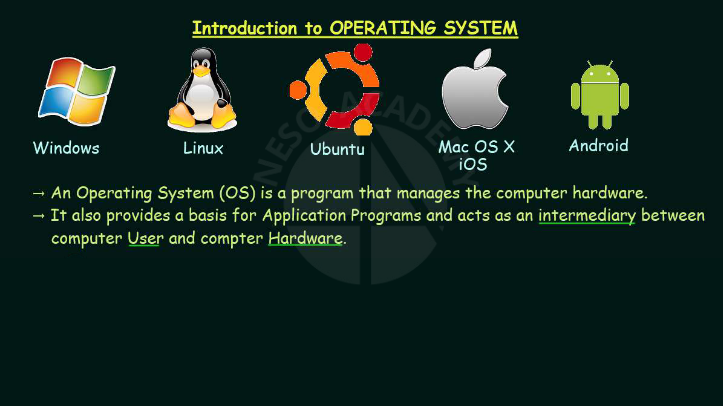 Introduction to OPERATING SYSTEM
Windows
Linux
Ubuntu
Mac OS X
iOS
Android
→ An Operating System (OS) is a program that manages the computer hardware.
→ It also provides a basis for Application Programs and acts as an intermediary between
computer User and compter Hardware.
NESO ACADEMY